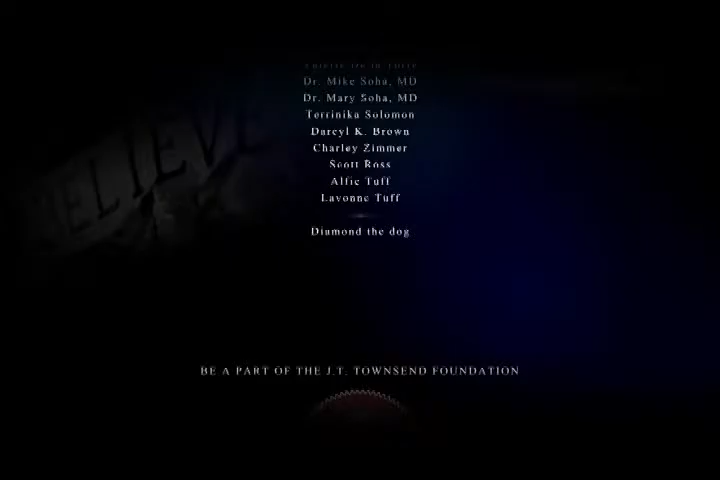 BELIEVE
Dr. Mike Soha, MD
Dr. Mary Soha, MD
Terrinika Solomon
Darcyl K. Brown
Charley Zimmer
Scott Ross
Alfie Tuff
Lavonne Tuff
Diamond the dog
BE A PART OF THE J.T. TOWNSEND FOUNDATION